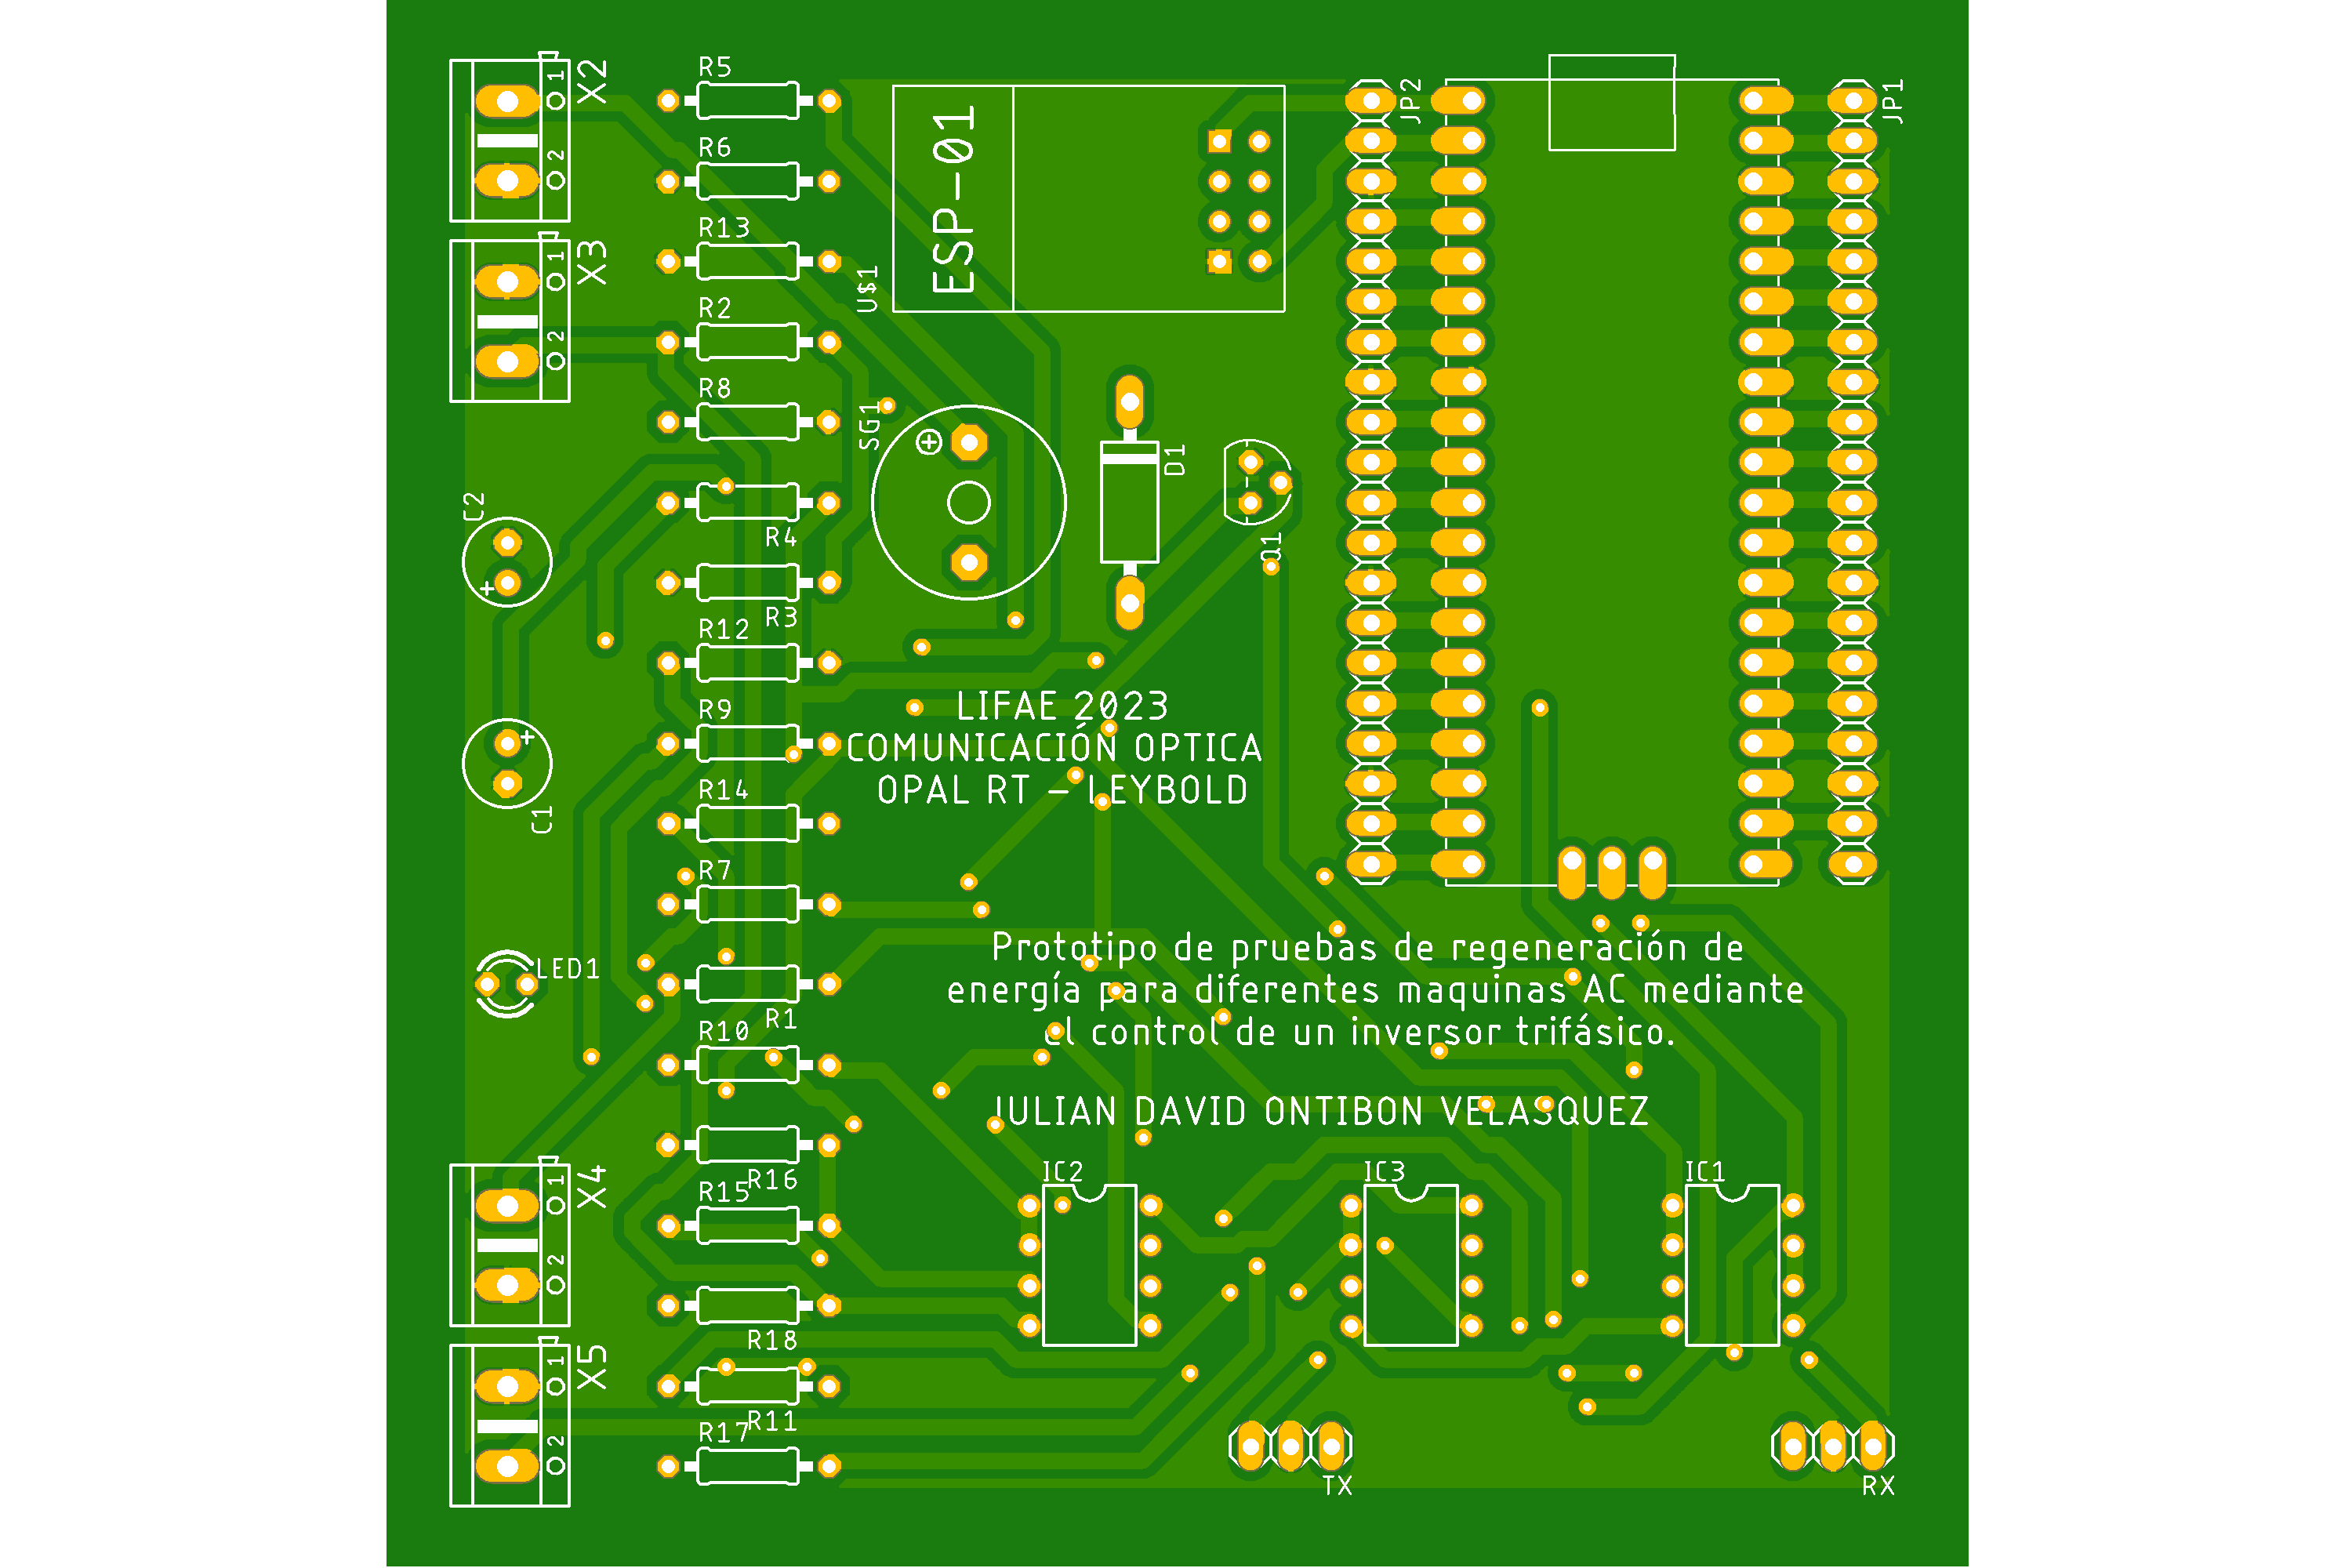 X2
1
2
X3
1
2
R5
R6
R13
R2
R8
R4
R3
R12
R9
R14
R7
R1
R10
R16
R15
R18
R11
R17
U$1
ESP-01
JP2
JP1
SG1
D1
Q1
C2
+
C1
+
LED1
LIFAE 2023
COMUNICACIÓN OPTICA
OPAL RT - LEYBOLD
Prototipo de pruebas de regeneración de
energía para diferentes maquinas AC mediante
el control de un inversor trifásico.
JULIAN DAVID ONTIBON VELASQUEZ
X4
1
2
X5
1
2
IC2
IC3
IC1
TX
RX